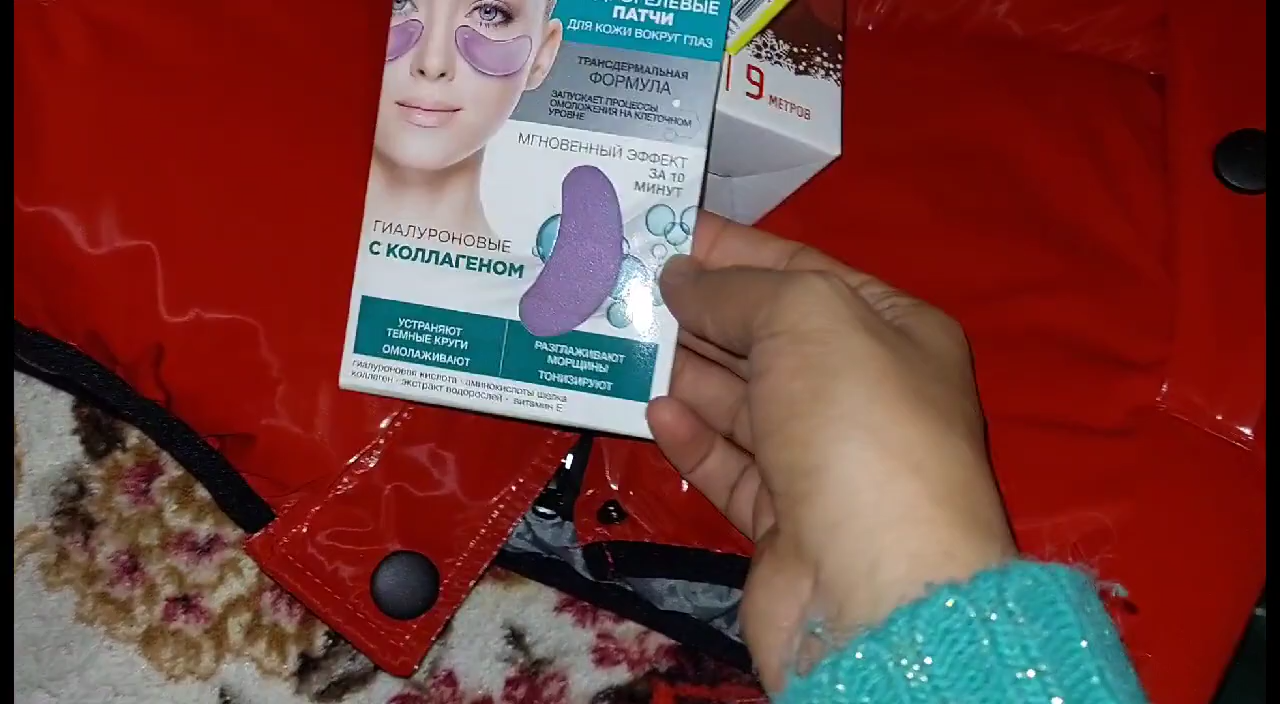 ПАТЧИ
ДЛЯ КОЖИ ВОКРУГ ГЛАЗ
ТРАНСДЕРМАЛЬНАЯ
ФОРМУЛА
ЗАПУСКАЕТ ПРОЦЕССЫ
ОМОЛОЖЕНИЯ НА КЛЕТОЧНОМ
УРОВНЕ
МГНОВЕННЫЙ ЭФФЕКТ
ЗА 10
МИНУТ
ГИАЛУРОНОВЫЕ
С КОЛЛАГЕНОМ
УСТРАНЯЮТ
ТЕМНЫЕ КРУГИ
ОМОЛАЖИВАЮТ
РАЗГЛАЖИВАЮТ
МОРЩИНЫ
ТОНИЗИРУЮТ
гиалуроновая кислота · аминокислоты шелка
коллаген · экстракт водорослей · витамин Е
9 МЕТРОВ